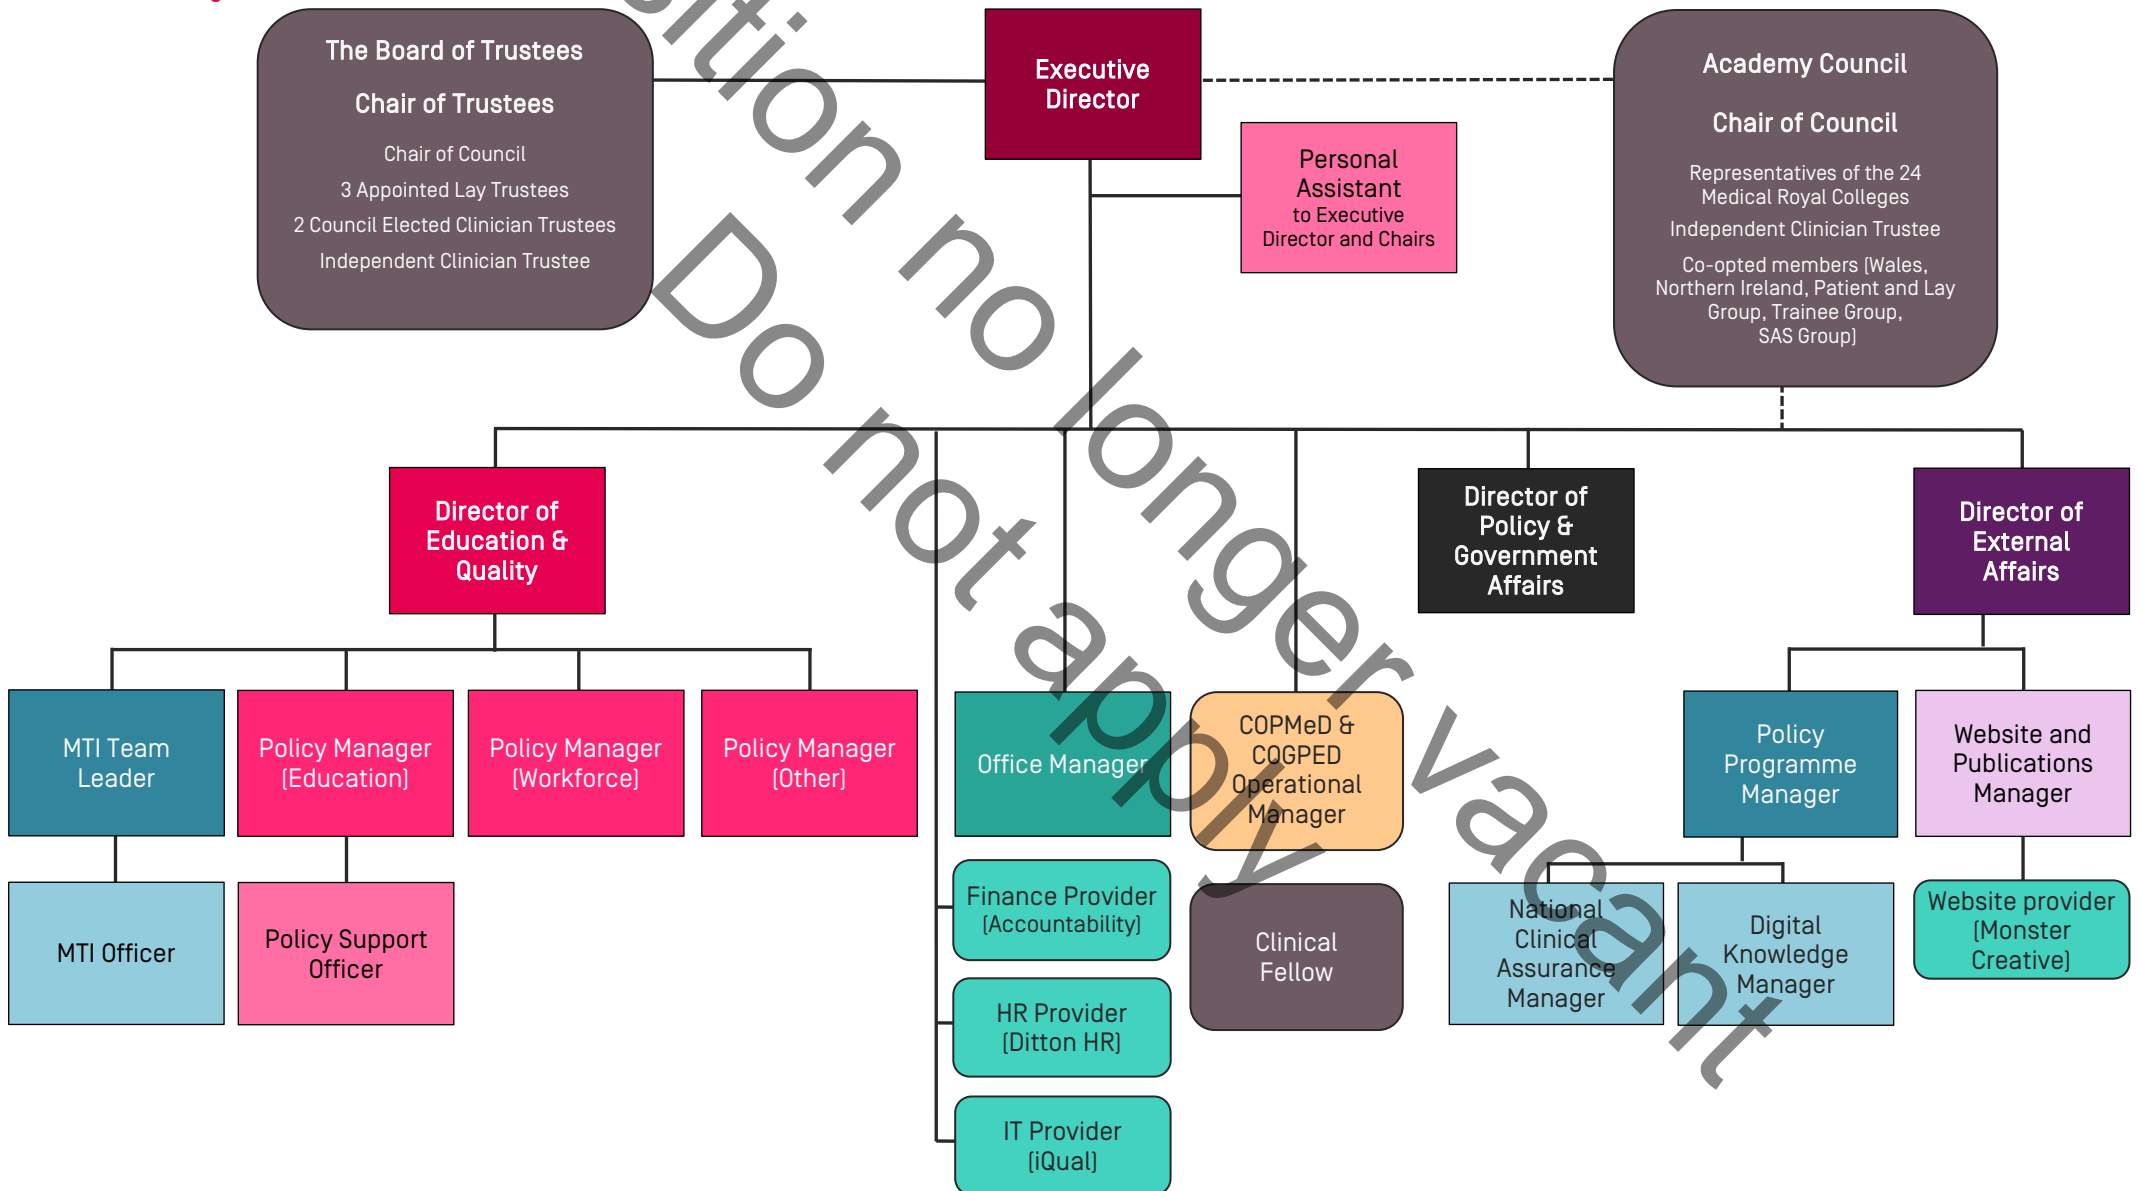 The Board of Trustees
Chair of Trustees
Chair of Council
3 Appointed Lay Trustees
2 Council Elected Clinician Trustees
Independent Clinician Trustee
Executive
Director
Personal
Assistant
to Executive
Director and Chairs
Academy Council
Chair of Council
Representatives of the 24
Medical Royal Colleges
Independent Clinician Trustee
Co-opted members (Wales,
Northern Ireland, Patient and Lay
Group, Trainee Group,
SAS Group)
Director of
Education &
Quality
Director of
Policy &
Government
Affairs
Director of
External
Affairs
MTI Team
Leader
Policy Manager
(Education)
Policy Manager
(Workforce)
Policy Manager
(Other)
Office Manager
COPMeD &
COGPED
Operational
Manager
Policy
Programme
Manager
Website and
Publications
Manager
MTI Officer
Policy Support
Officer
Finance Provider
(Accountability)
HR Provider
(Ditton HR)
IT Provider
(iQual)
Clinical
Fellow
National
Clinical
Assurance
Manager
Digital
Knowledge
Manager
Website provider
(Monster
Creative)
no longer vacant
Do not apply